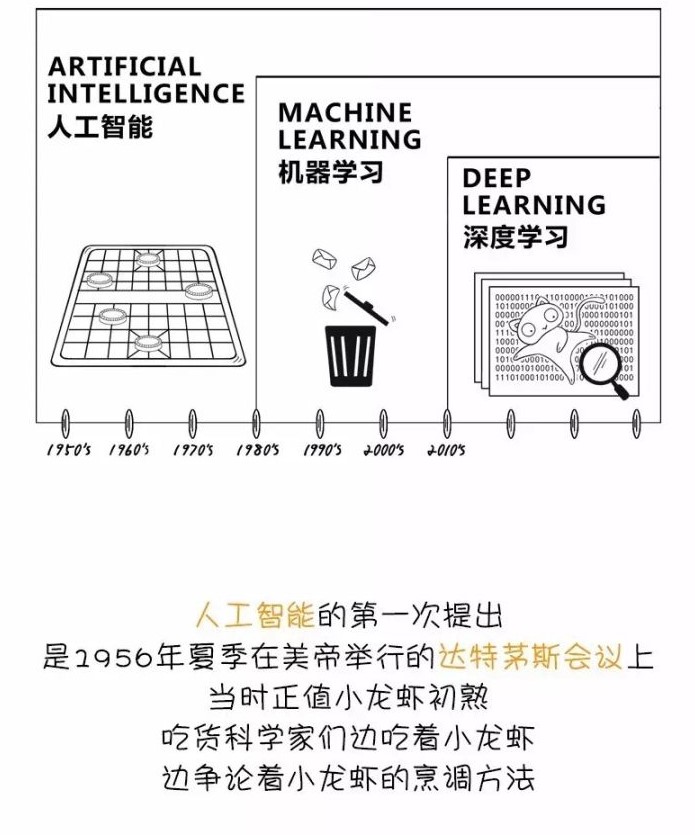 ARTIFICIAL
INTELLIGENCE
人工智能
MACHINE
LEARNING
机器学习
DEEP
LEARNING
深度学习
1950's 1960's 1970's 1980's 1990's 2000's 2010's
人工智能的第一次提出
是1956年夏季在美帝举行的达特茅斯会议上
当时正值小龙虾初熟
吃货科学家们边吃着小龙虾
边争论着小龙虾的烹调方法